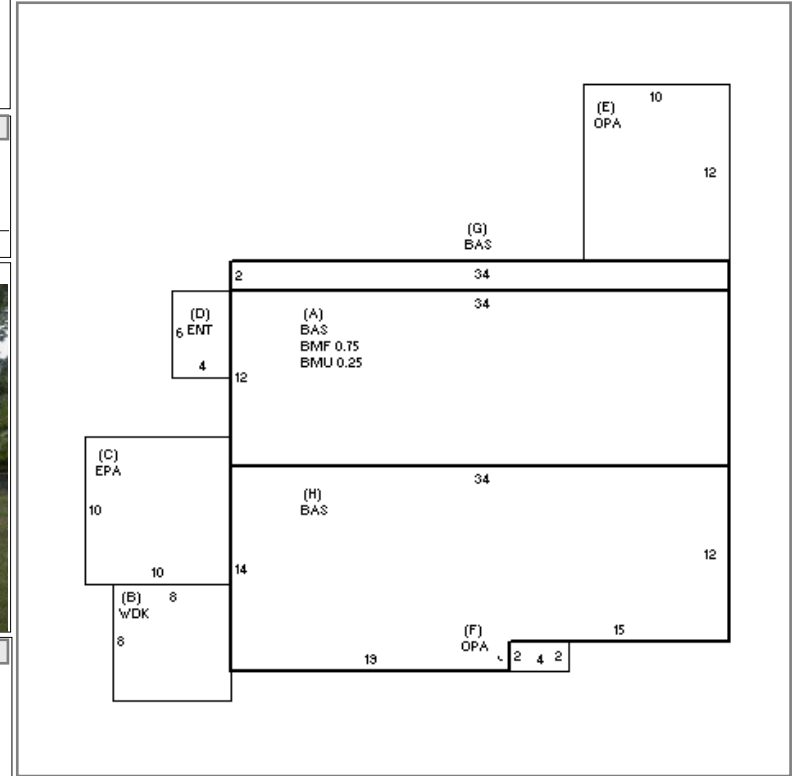 10
(E)
OPA
12
(G)
BAS
2
34
34
(D)
6 ENT
4
(A)
BAS
BMF 0.75
BMU 0.25
12
(C)
EPA
34
(H)
BAS
10
12
10
14
(B) 8
WDK
8
(F)
OPA
15
19
2 4 2